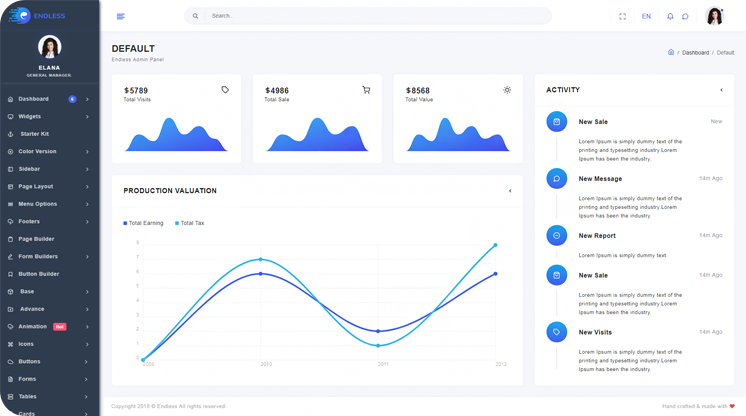 ENDLESS
Search..
EN
ELANA
GENERAL MANAGER.
Dashboard 6
Widgets
Starter Kit
Color Version
Sidebar
Page Layout
Menu Options
Footers
Page Builder
Form Builders
Button Builder
Base
Advance
Animation Hot
Icons
Buttons
Forms
Tables
Cards
DEFAULT
Endless Admin Panel
/ Dashboard / Default
$5789
Total Visits
$4986
Total Sale
$8568
Total Value
PRODUCTION VALUATION
Total Earning Total Tax
8
7
6
5
4
3
2
1
0
2009 2010 2011 2012
ACTIVITY
New Sale New
Lorem Ipsum is simply dummy text of the
printing and typesetting industry.Lorem
Ipsum has been the industry.
New Message 14m Ago
Lorem Ipsum is simply dummy text of the
printing and typesetting industry.Lorem
Ipsum has been the industry.
New Report 14m Ago
Lorem Ipsum is simply dummy text.
New Sale 14m Ago
Lorem Ipsum is simply dummy text of the
printing and typesetting industry.Lorem
Ipsum has been the industry.
New Visits 14m Ago
Lorem Ipsum is simply dummy text of the
printing and typesetting industry.Lorem
Ipsum has been the industry.
Copyright 2019 © Endless All rights reserved.
Hand crafted & made with ❤